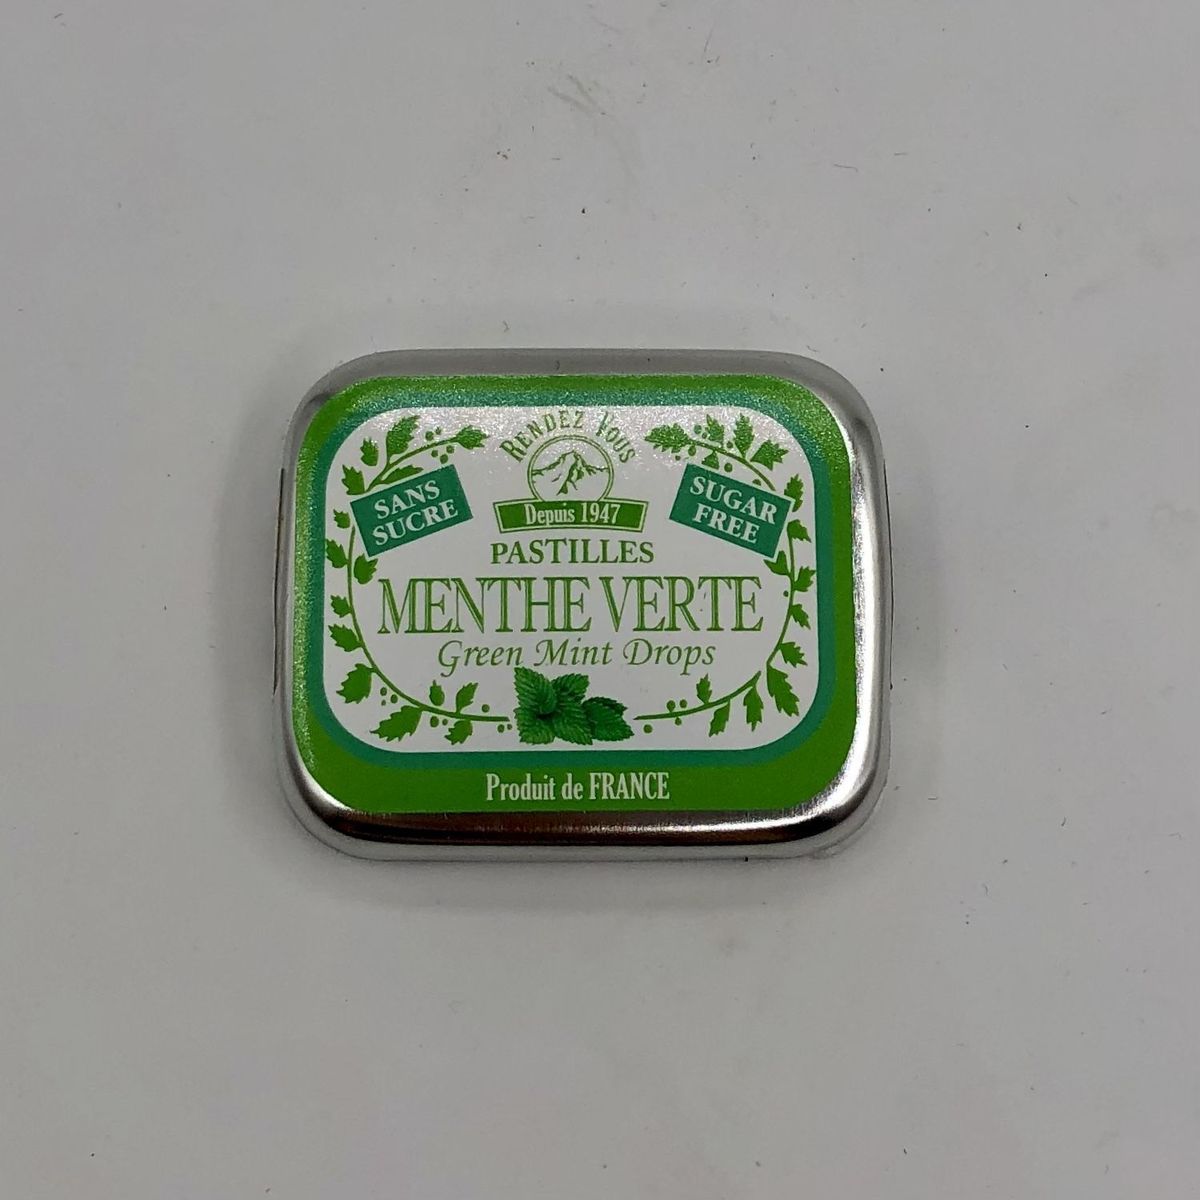 RENDEZ VOUS
Depuis 1947
SANS
SUCRE
SUGAR
FREE
PASTILLES
MENTHE VERTE
Green Mint Drops
Produit de FRANCE